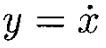 y = ẋ